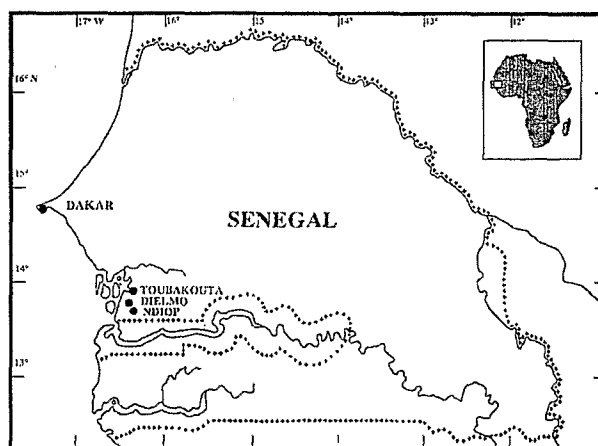 17° W 16° 15 14° 13° 12°
16° N
15°
DAKAR
SENEGAL
14°
TOUBAKOUTA
DIELMO
NDIOP
13°